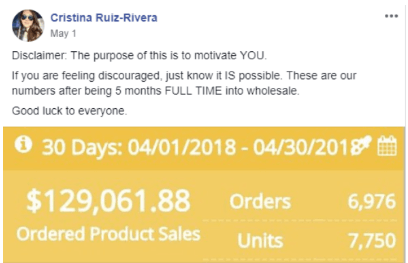 Cristina Ruiz-Rivera
May 1
Disclaimer: The purpose of this is to motivate YOU.
If you are feeling discouraged, just know it IS possible. These are our
numbers after being 5 months FULL TIME into wholesale.
Good luck to everyone.
30 Days: 04/01/2018 - 04/30/2018
$129,061.88
Ordered Product Sales
Orders 6,976
Units 7,750